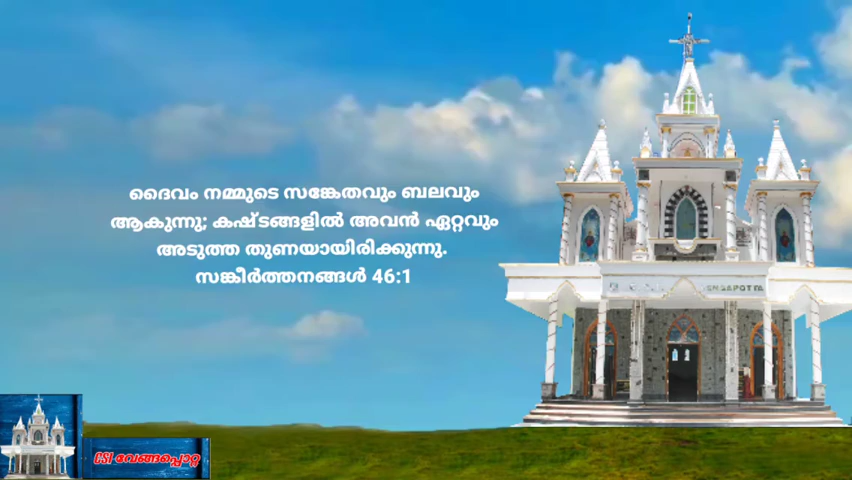 ദൈവം നമ്മുടെ സങ്കേതവും ബലവും
ആകുന്നു; കഷ്ടങ്ങളിൽ അവൻ ഏറ്റവും
അടുത്ത തുണയായിരിക്കുന്നു.
സങ്കീർത്തനങ്ങൾ 46:1
ENGAPOTTA
CSI വേങ്ങപ്പൊറ്റ